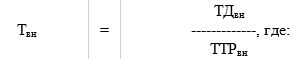 ТДвн
Твн = -------------, где:
ТТРвн